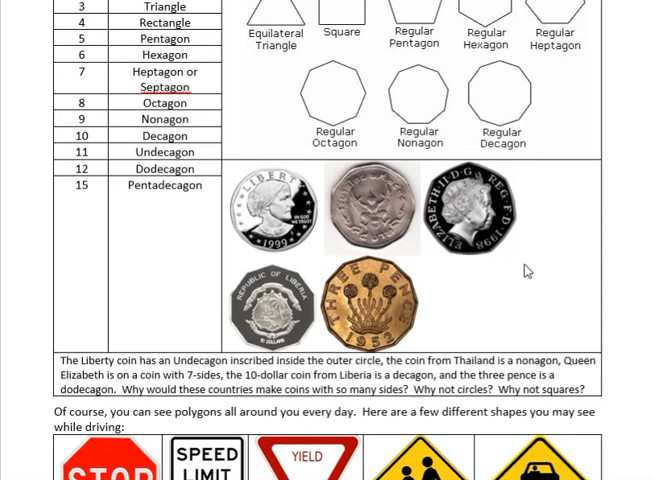 3 Triangle
4 Rectangle
5 Pentagon
6 Hexagon
7 Heptagon or
Septagon
8 Octagon
9 Nonagon
10 Decagon
11 Undecagon
12 Dodecagon
15 Pentadecagon
Equilateral
Triangle
Square
Regular
Pentagon
Regular
Hexagon
Regular
Heptagon
Regular
Octagon
Regular
Nonagon
Regular
Decagon
LIBERTY
IN GOD
WE TRUST
1999
ELIZABETH·II·D·G REG·F·D·1998
REPUBLIC OF LIBERIA
10 DOLLARS
THREE PENCE
1952
The Liberty coin has an Undecagon inscribed inside the outer circle, the coin from Thailand is a nonagon, Queen
Elizabeth is on a coin with 7-sides, the 10-dollar coin from Liberia is a decagon, and the three pence is a
dodecagon. Why would these countries make coins with so many sides? Why not circles? Why not squares?
Of course, you can see polygons all around you every day. Here are a few different shapes you may see
while driving:
STOP
SPEED
LIMIT
YIELD